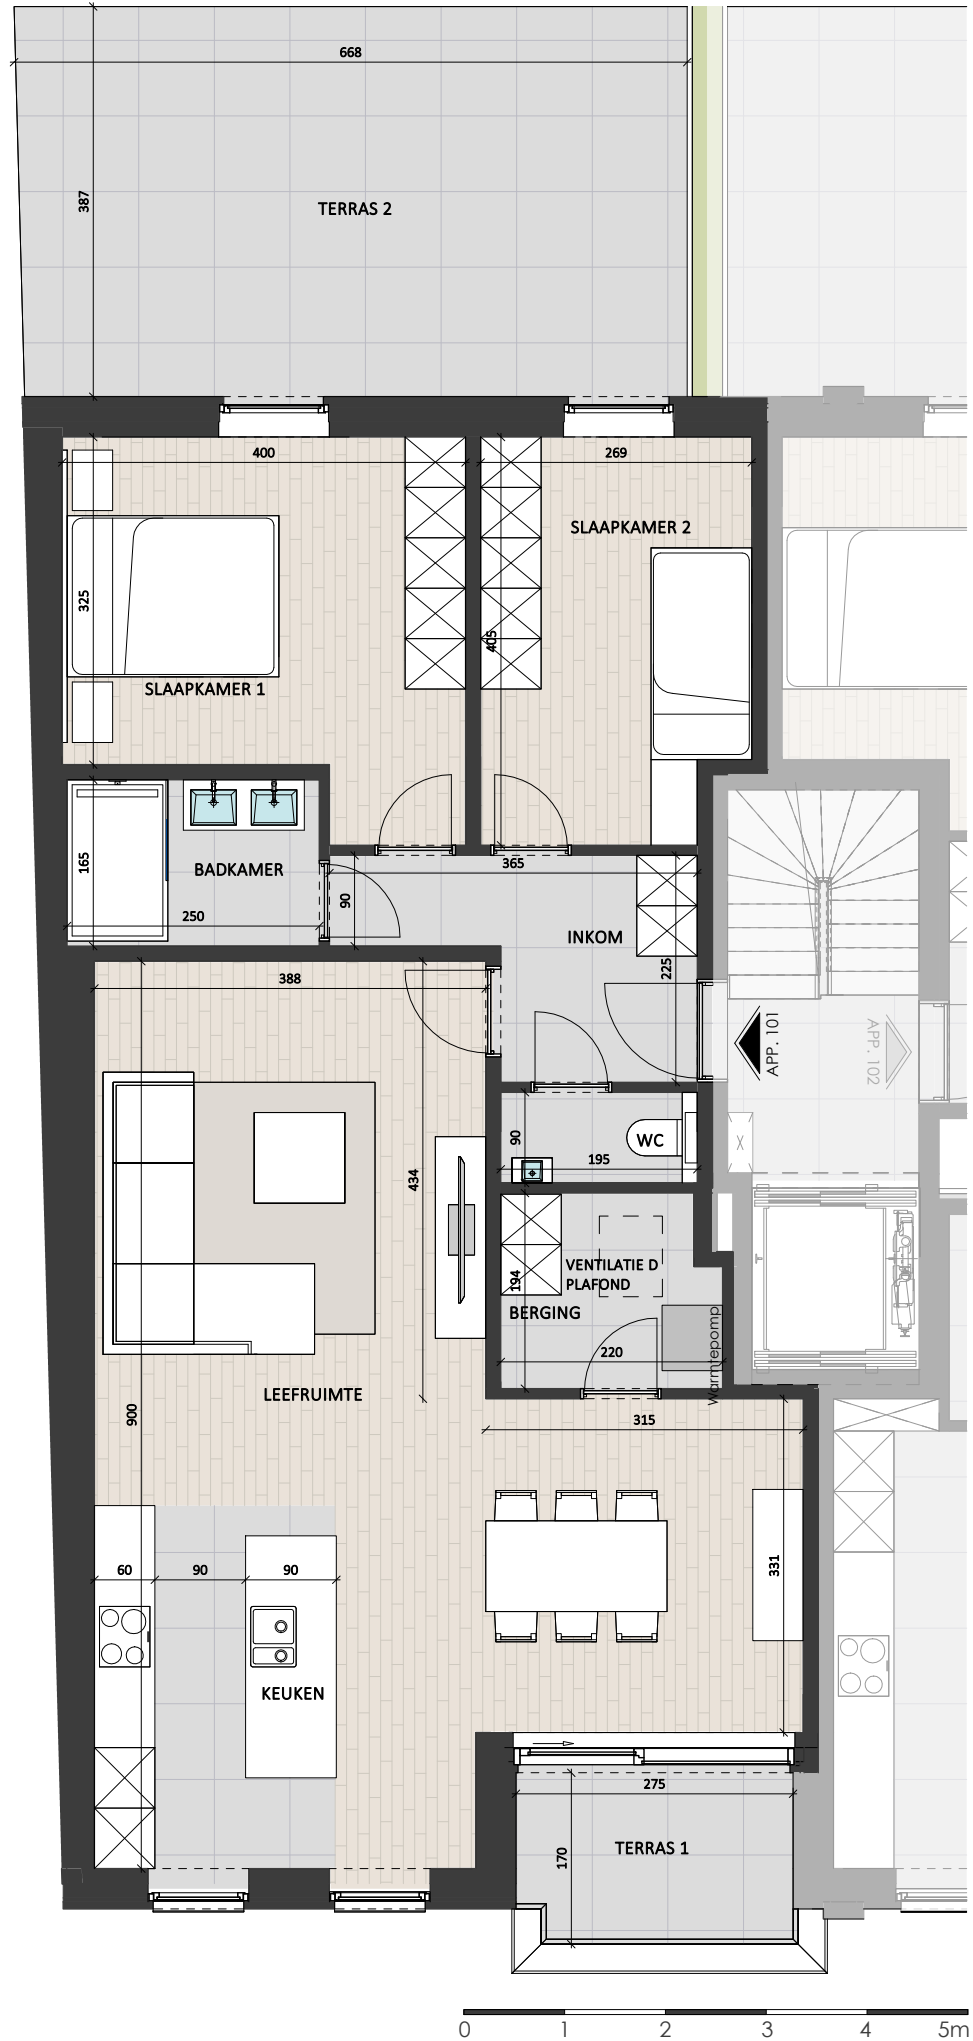 668
387
TERRAS 2
400
269
SLAAPKAMER 2
325
405
SLAAPKAMER 1
165
BADKAMER
365
250
90
INKOM
225
388
APP. 101
APP. 102
90
WC
195
434
194
VENTILATIE D
PLAFOND
BERGING
Warmtepomp
220
LEEFRUIMTE
900
315
331
60
90
90
KEUKEN
275
TERRAS 1
170
0 1 2 3 4 5m